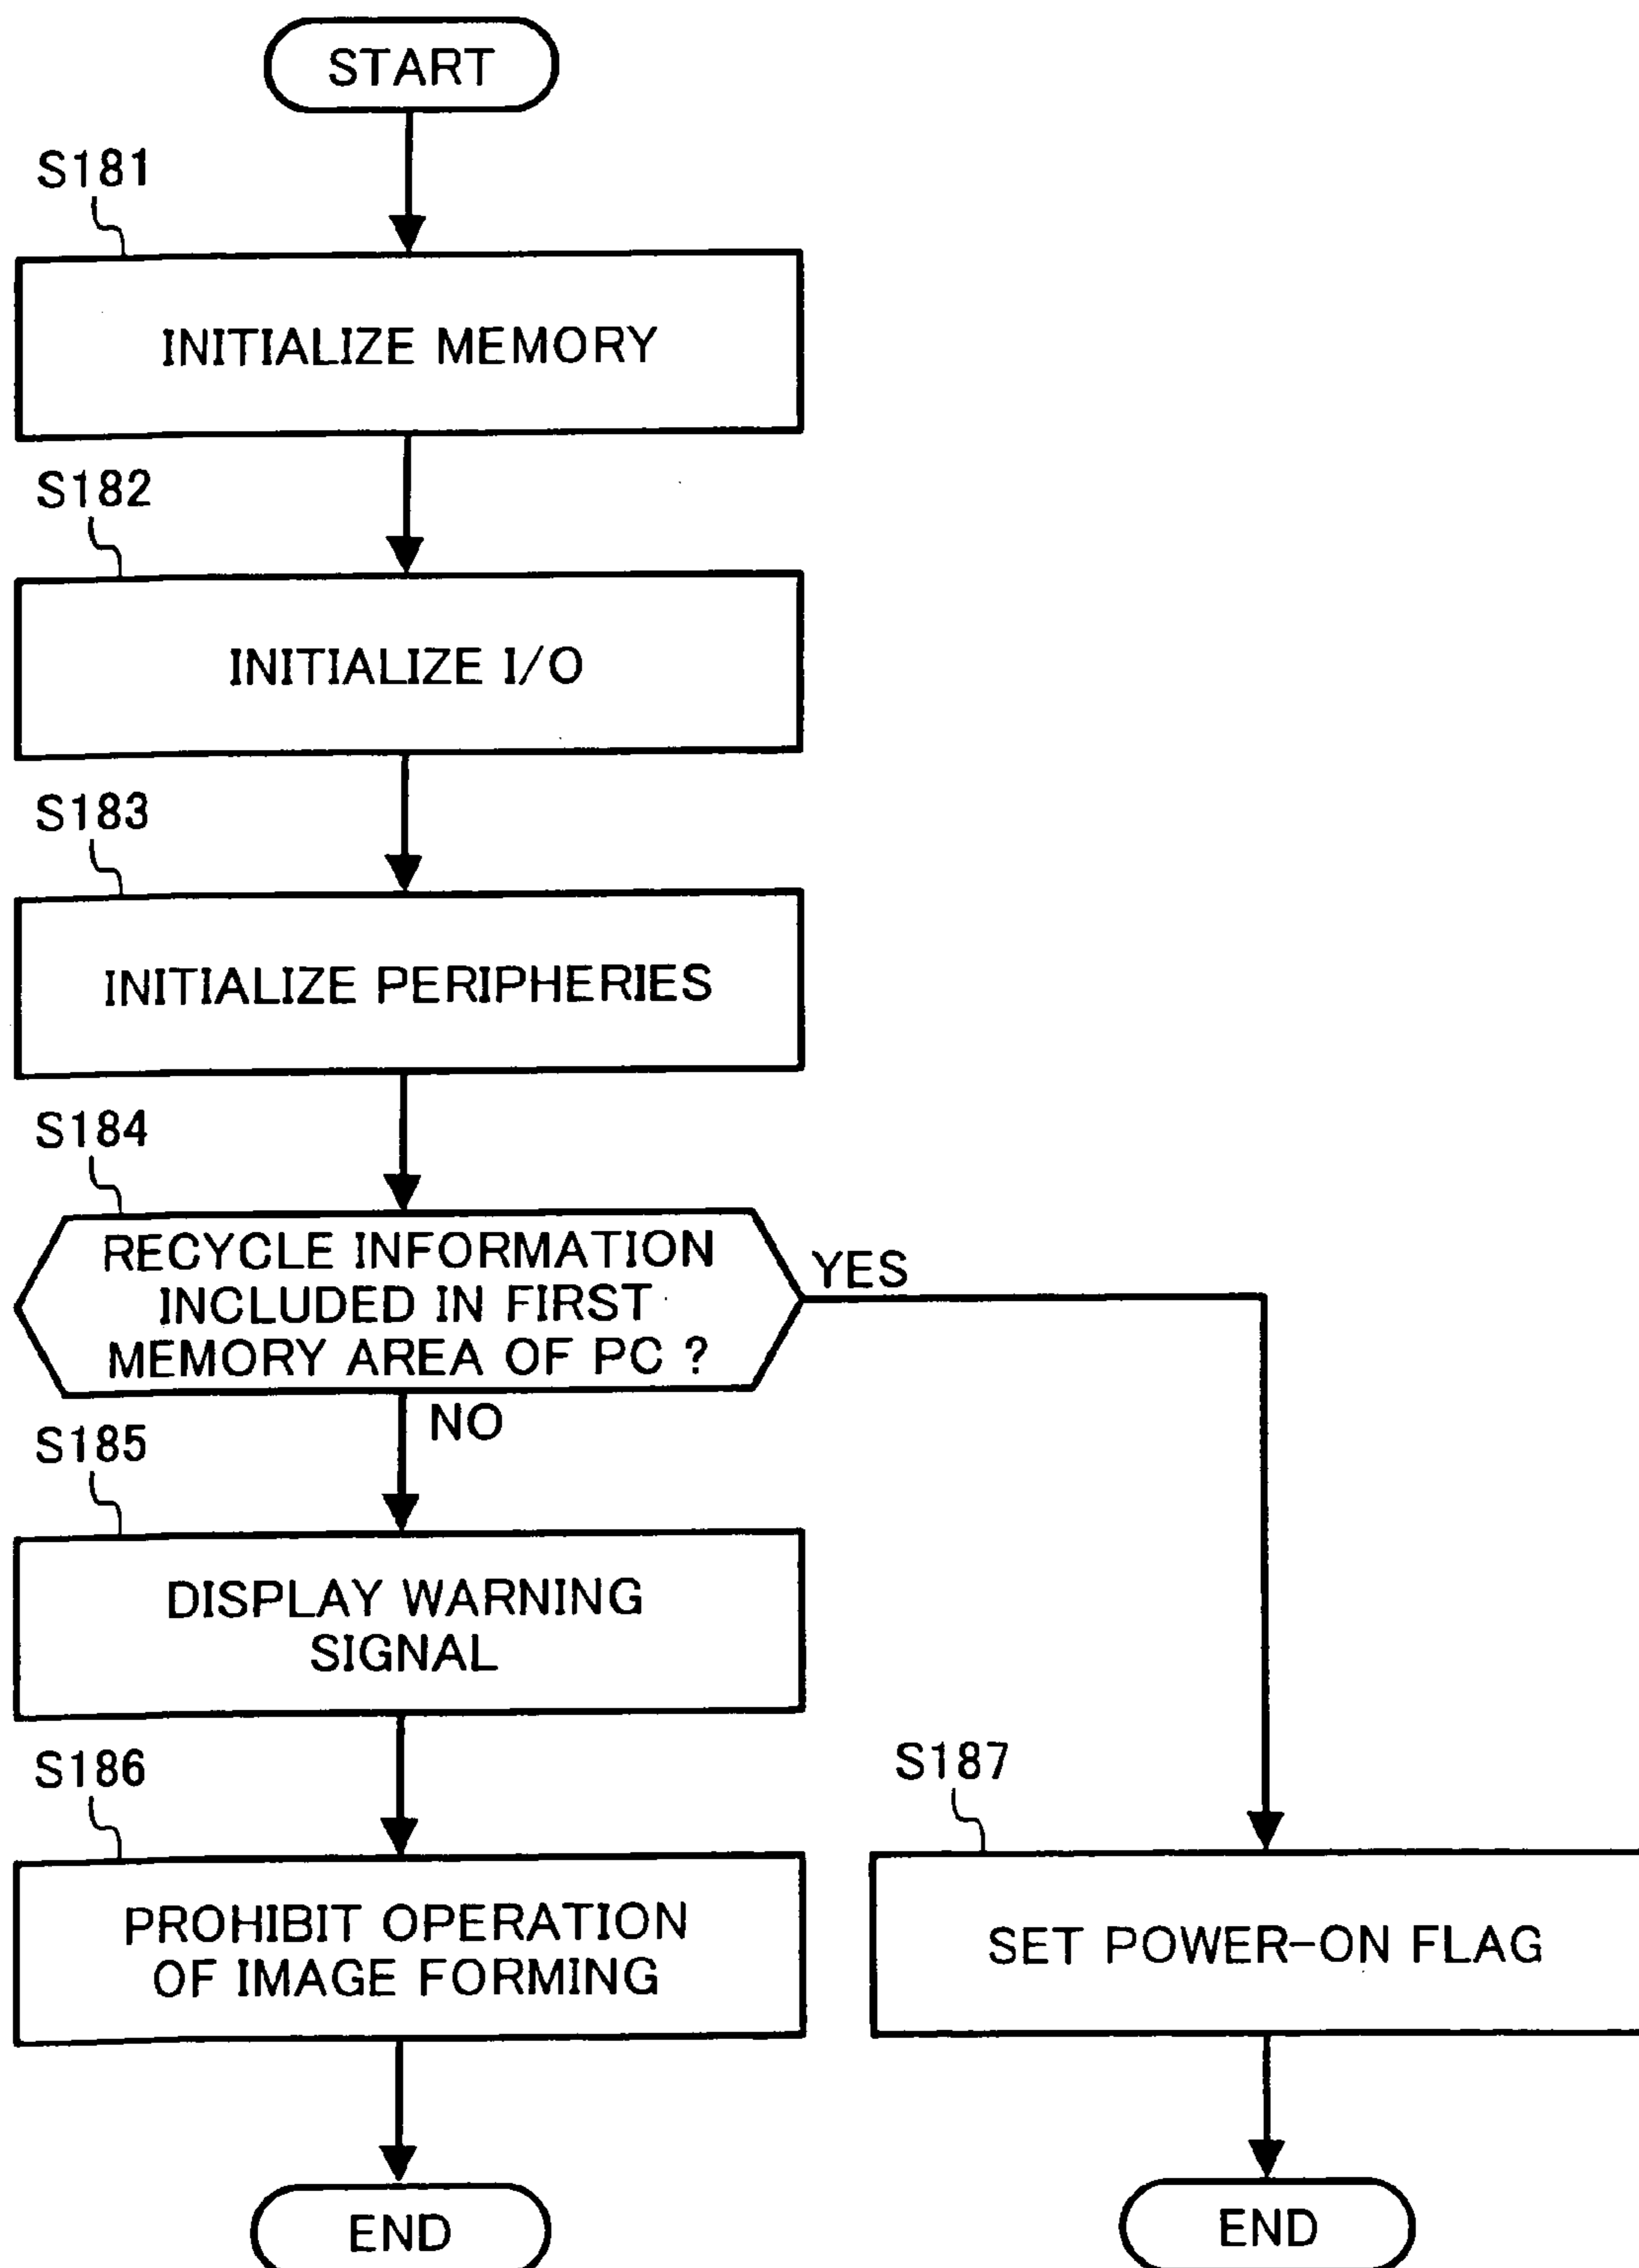 START
S181
INITIALIZE MEMORY
S182
INITIALIZE I/O
S183
INITIALIZE PERIPHERIES
S184
RECYCLE INFORMATION
INCLUDED IN FIRST
MEMORY AREA OF PC ?
YES
NO
S185
DISPLAY WARNING
SIGNAL
S186
PROHIBIT OPERATION
OF IMAGE FORMING
END
S187
SET POWER-ON FLAG
END